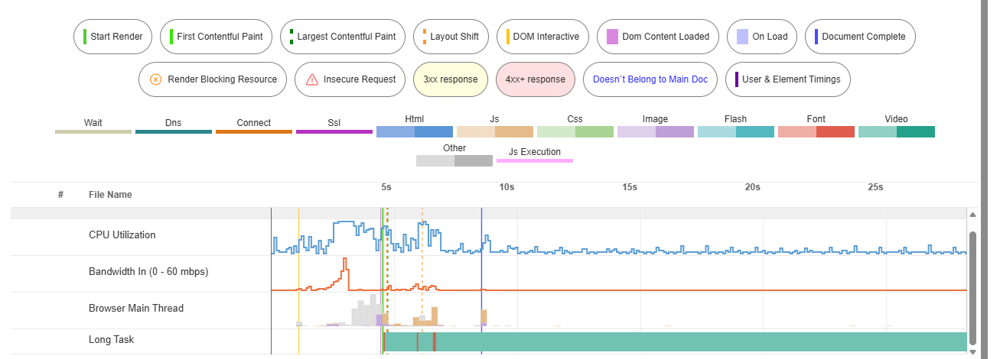 Start Render First Contentful Paint Largest Contentful Paint Layout Shift DOM Interactive Dom Content Loaded On Load Document Complete
Render Blocking Resource Insecure Request 3xx response 4xx+ response Doesn`t Belong to Main Doc User & Element Timings
Wait Dns Connect Ssl Html Js Css Image Flash Font Video
Other Js Execution
5s 10s 15s 20s 25s
# File Name
CPU Utilization
Bandwidth In (0 - 60 mbps)
Browser Main Thread
Long Task